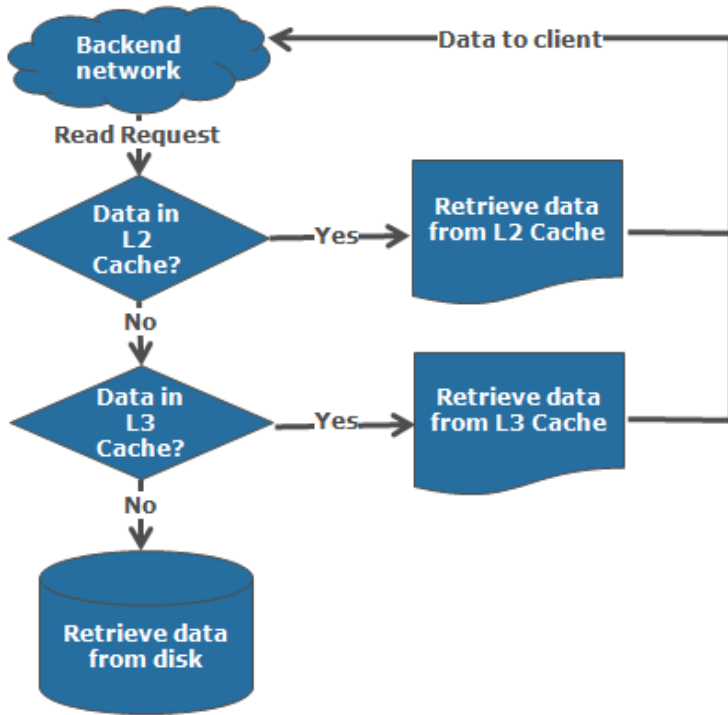 Backend
network
Data to client
Read Request
Data in
L2
Cache?
Yes
Retrieve data
from L2 Cache
No
Data in
L3
Cache?
Yes
Retrieve data
from L3 Cache
No
Retrieve data
from disk